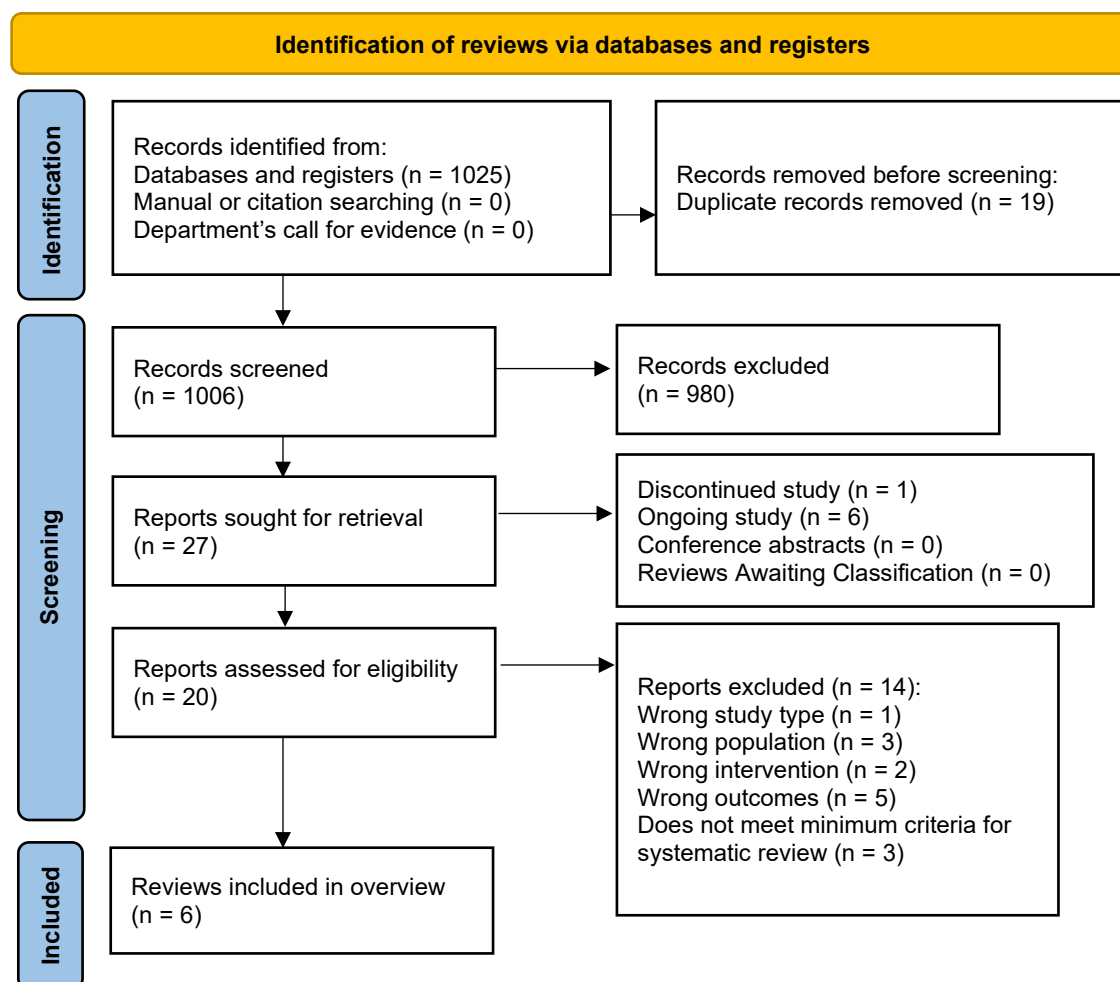 Identification of reviews via databases and registers
Identification
Records identified from:
Databases and registers (n = 1025)
Manual or citation searching (n = 0)
Department’s call for evidence (n = 0)
Records removed before screening:
Duplicate records removed (n = 19)
Screening
Records screened
(n = 1006)
Records excluded
(n = 980)
Reports sought for retrieval
(n = 27)
Discontinued study (n = 1)
Ongoing study (n = 6)
Conference abstracts (n = 0)
Reviews Awaiting Classification (n = 0)
Reports assessed for eligibility
(n = 20)
Reports excluded (n = 14):
Wrong study type (n = 1)
Wrong population (n = 3)
Wrong intervention (n = 2)
Wrong outcomes (n = 5)
Does not meet minimum criteria for
systematic review (n = 3)
Included
Reviews included in overview
(n = 6)